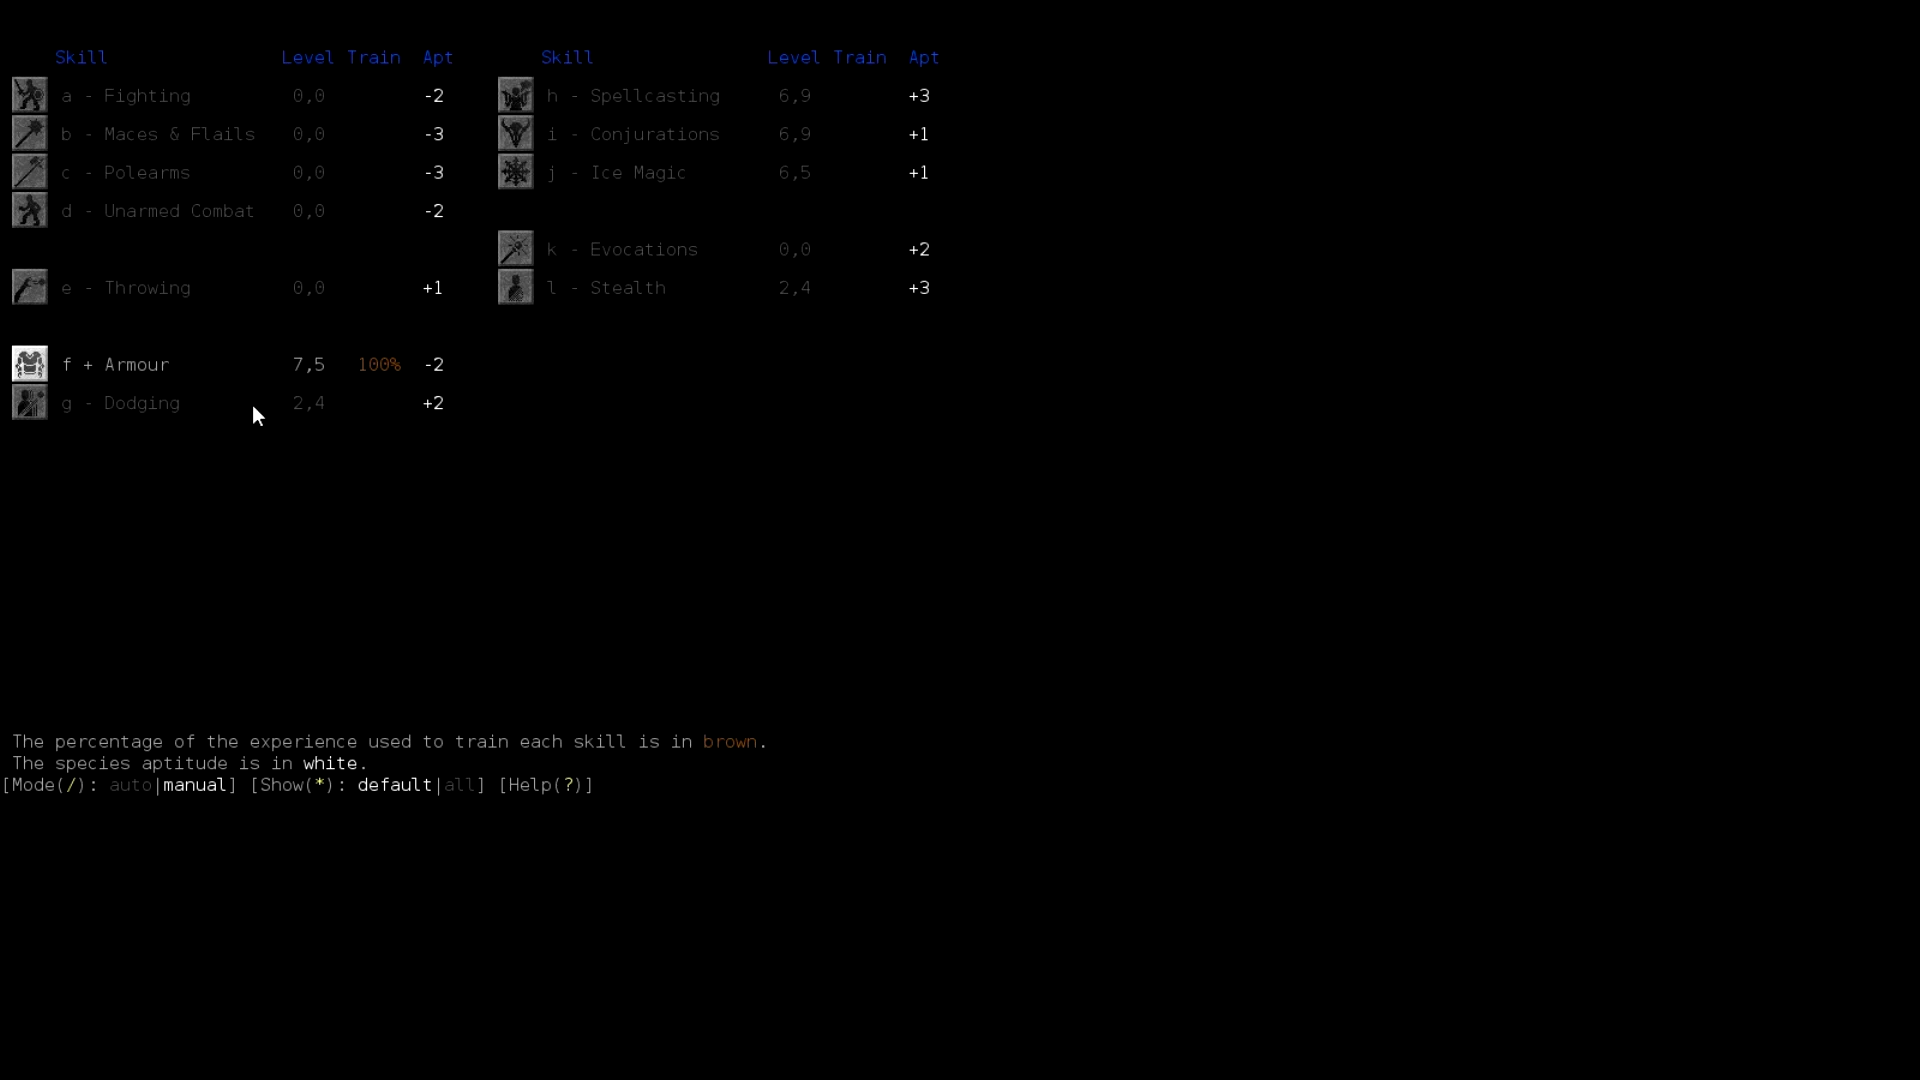 Skill Level Train Apt Skill Level Train Apt
a - Fighting 0,0 -2 h - Spellcasting 6,9 +3
b - Maces & Flails 0,0 -3 i - Conjurations 6,9 +1
c - Polearms 0,0 -3 j - Ice Magic 6,5 +1
d - Unarmed Combat 0,0 -2
k - Evocations 0,0 +2
e - Throwing 0,0 +1 l - Stealth 2,4 +3
f + Armour 7,5 100% -2
g - Dodging 2,4 +2
The percentage of the experience used to train each skill is in brown.
The species aptitude is in white.
[Mode(/): auto|manual] [Show(*): default|all] [Help(?)]